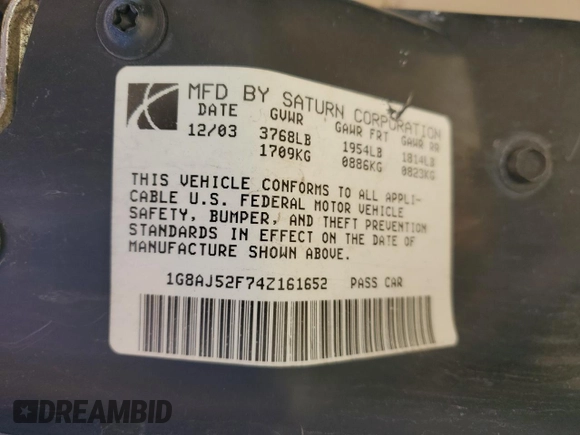 MFD BY SATURN CORPORATION
DATE GVWR GAWR FRT GAWR RR
12/03 3768LB 1954LB 1814LB
1709KG 0886KG 0823KG
THIS VEHICLE CONFORMS TO ALL APPLI-
CABLE U.S. FEDERAL MOTOR VEHICLE
SAFETY, BUMPER, AND THEFT PREVENTION
STANDARDS IN EFFECT ON THE DATE OF
MANUFACTURE SHOWN ABOVE.
1G8AJ52F74Z161652 PASS CAR
DREAMBID